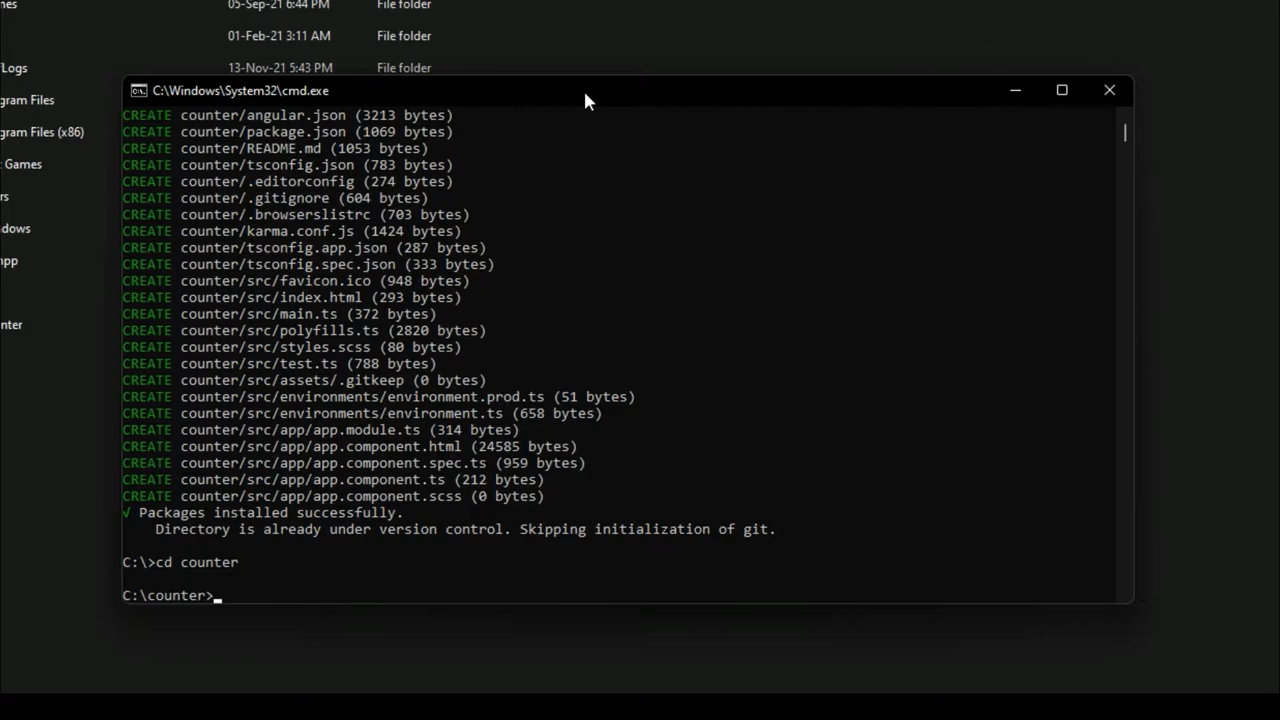 nes 05-Sep-21 6:44 PM File folder
01-Feb-21 3:11 AM File folder
Logs 13-Nov-21 5:43 PM File folder
gram Files
gram Files (x86)
Games
rs
dows
mpp
nter
C:\Windows\System32\cmd.exe
CREATE counter/angular.json (3213 bytes)
CREATE counter/package.json (1069 bytes)
CREATE counter/README.md (1053 bytes)
CREATE counter/tsconfig.json (783 bytes)
CREATE counter/.editorconfig (274 bytes)
CREATE counter/.gitignore (604 bytes)
CREATE counter/.browserslistrc (703 bytes)
CREATE counter/karma.conf.js (1424 bytes)
CREATE counter/tsconfig.app.json (287 bytes)
CREATE counter/tsconfig.spec.json (333 bytes)
CREATE counter/src/favicon.ico (948 bytes)
CREATE counter/src/index.html (293 bytes)
CREATE counter/src/main.ts (372 bytes)
CREATE counter/src/polyfills.ts (2820 bytes)
CREATE counter/src/styles.scss (80 bytes)
CREATE counter/src/test.ts (788 bytes)
CREATE counter/src/assets/.gitkeep (0 bytes)
CREATE counter/src/environments/environment.prod.ts (51 bytes)
CREATE counter/src/environments/environment.ts (658 bytes)
CREATE counter/src/app/app.module.ts (314 bytes)
CREATE counter/src/app/app.component.html (24585 bytes)
CREATE counter/src/app/app.component.spec.ts (959 bytes)
CREATE counter/src/app/app.component.ts (212 bytes)
CREATE counter/src/app/app.component.scss (0 bytes)
√ Packages installed successfully.
Directory is already under version control. Skipping initialization of git.
C:\>cd counter
C:\counter>